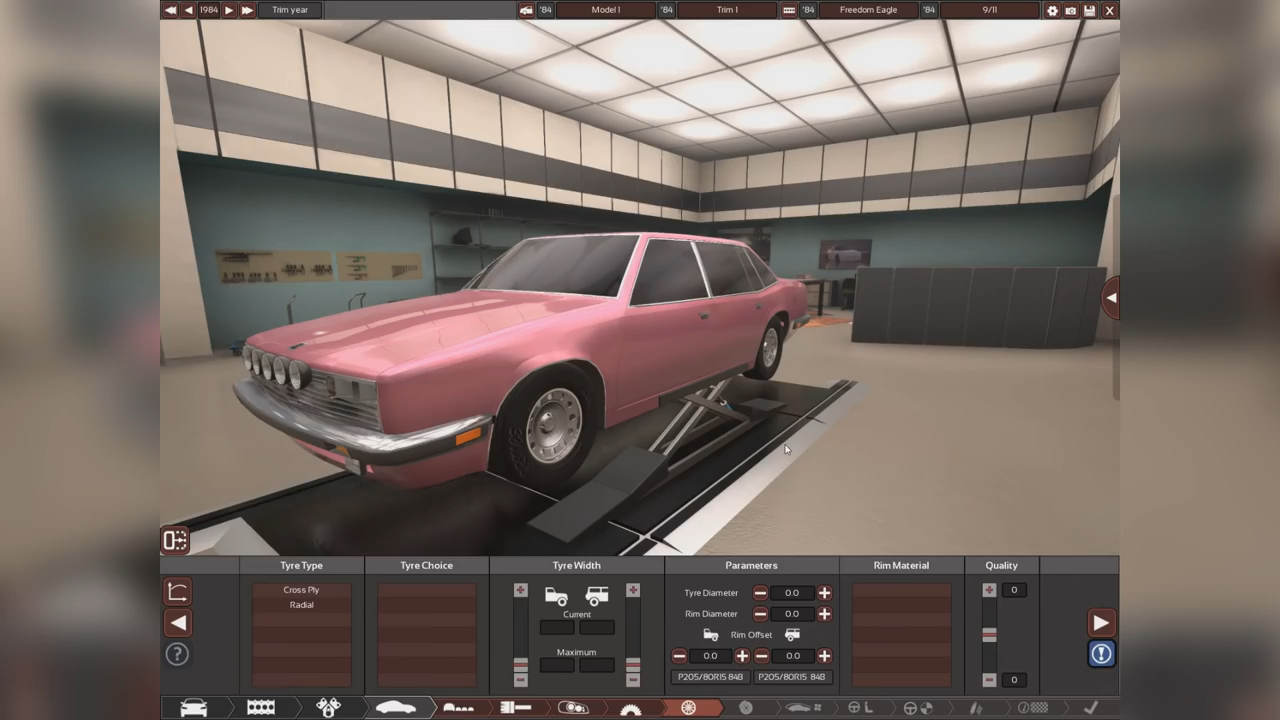 1984 Trim year '84 Model 1 '84 Trim 1 '84 Freedom Eagle '84 9/11
Tyre Type Tyre Choice Tyre Width Parameters Rim Material Quality
Cross Ply
Radial
Current
Maximum
Tyre Diameter 0.0
Rim Diameter 0.0
Rim Offset
0.0 0.0
P205/80R15 84B P205/80R15 84B
0
0
?